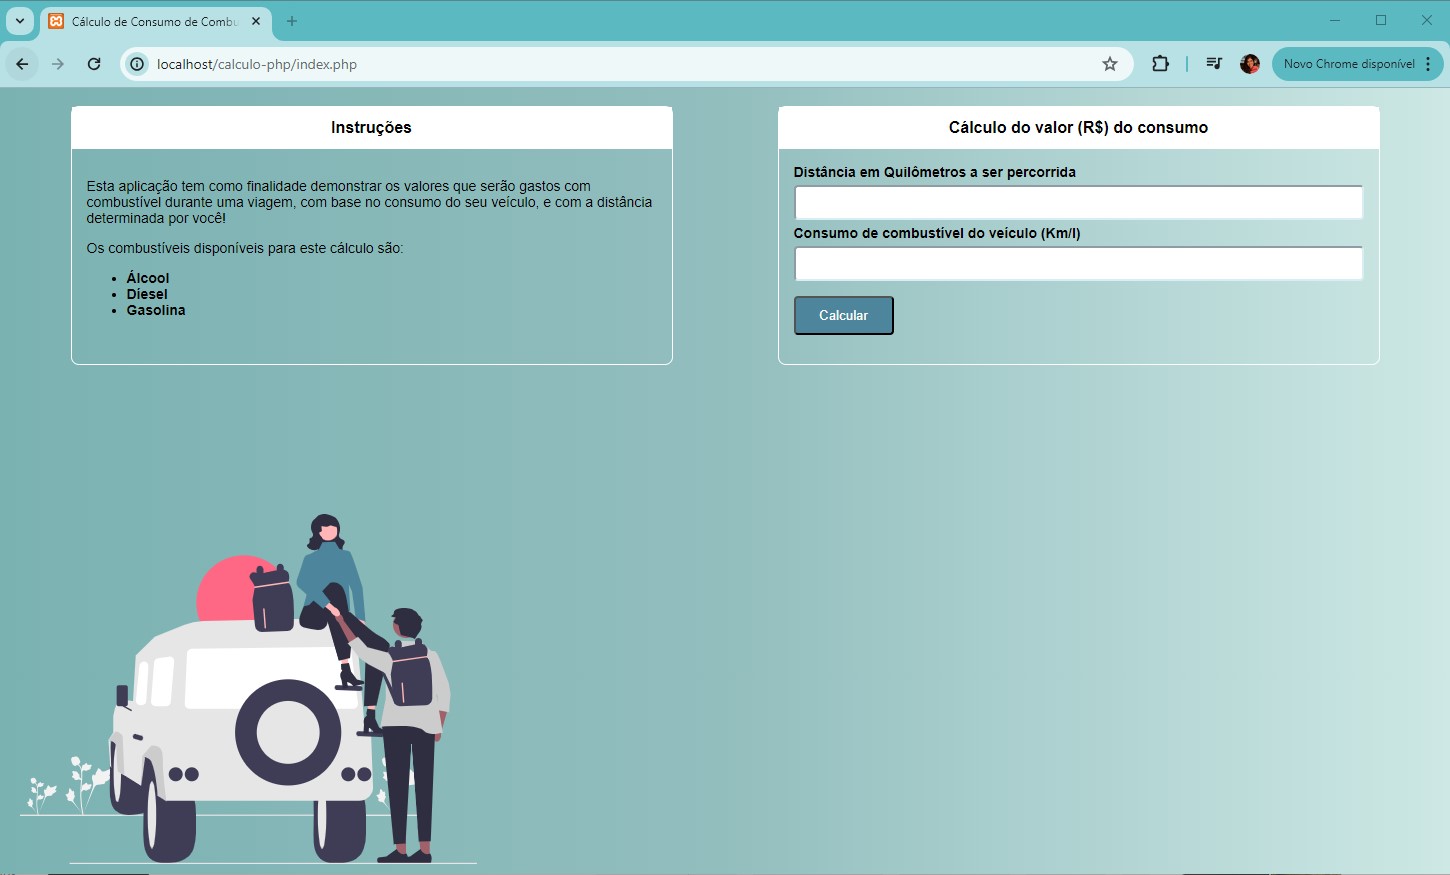 Cálculo de Consumo de Combu
localhost/calculo-php/index.php
Novo Chrome disponível
Instruções
Esta aplicação tem como finalidade demonstrar os valores que serão gastos com
combustível durante uma viagem, com base no consumo do seu veículo, e com a distância
determinada por você!
Os combustíveis disponíveis para este cálculo são:
Álcool
Diesel
Gasolina
Cálculo do valor (R$) do consumo
Distância em Quilômetros a ser percorrida
Consumo de combustível do veículo (Km/l)
Calcular